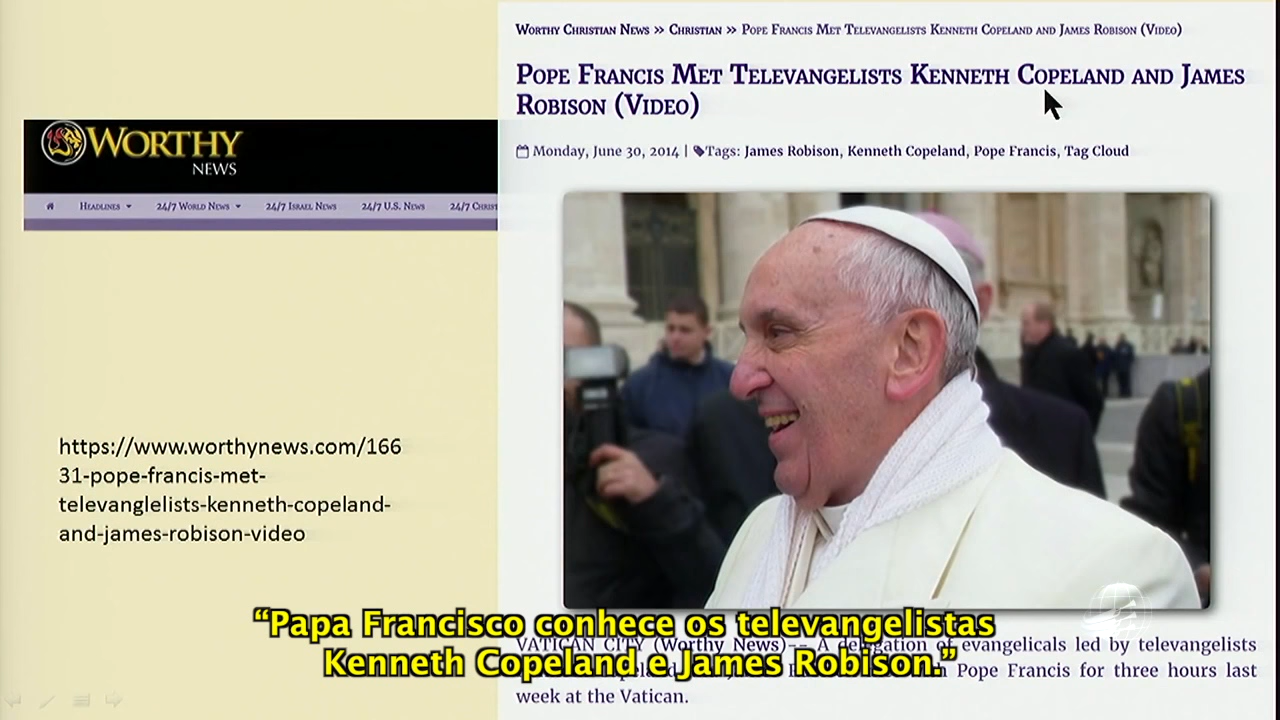 Worthy Christian News » Christian » Pope Francis Met Televangelists Kenneth Copeland and James Robison (Video)
Pope Francis Met Televangelists Kenneth Copeland and James
Robison (Video)
Monday, June 30, 2014 | Tags: James Robison, Kenneth Copeland, Pope Francis, Tag Cloud
WORTHY
NEWS
Headlines 24/7 World News 24/7 Israel News 24/7 U.S. News 24/7 Chris
https://www.worthynews.com/166
31-pope-francis-met-
televanglelists-kenneth-copeland-
and-james-robison-video
“Papa Francisco conhece os televangelistas
Kenneth Copeland e James Robison.”
VATICAN CITY (Worthy News)-- A delegation of evangelicals led by televangelists
Pope Francis for three hours last
week at the Vatican.